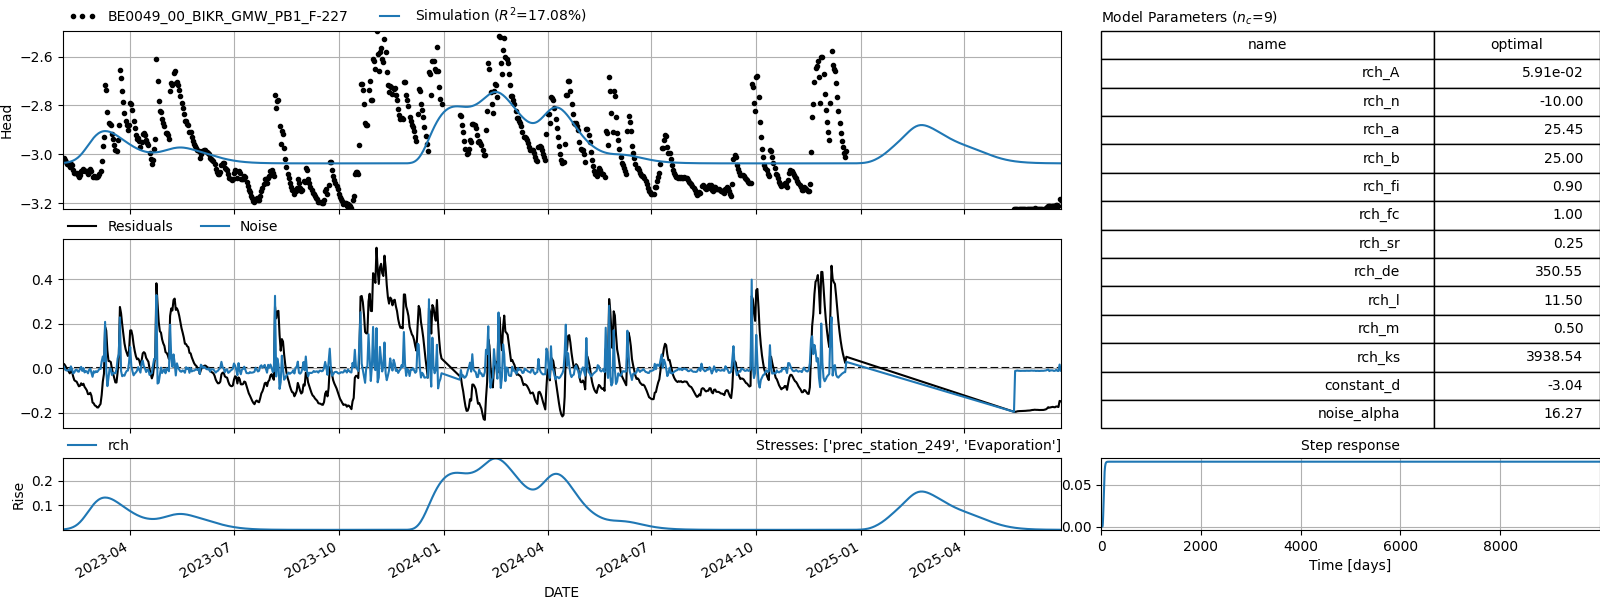 BE0049_00_BIKR_GMW_PB1_F-227
Simulation (R²=17.08%)
Model Parameters (n_c=9)
Head
−2.6
−2.8
−3.0
−3.2
name optimal
rch_A 5.91e-02
rch_n -10.00
rch_a 25.45
rch_b 25.00
rch_fi 0.90
rch_fc 1.00
rch_sr 0.25
rch_de 350.55
rch_l 11.50
rch_m 0.50
rch_ks 3938.54
constant_d -3.04
noise_alpha 16.27
Residuals Noise
0.4
0.2
0.0
−0.2
rch
Stresses: ['prec_station_249', 'Evaporation']
Rise
0.2
0.1
2023-04 2023-07 2023-10 2024-01 2024-04 2024-07 2024-10 2025-01 2025-04
DATE
Step response
0.05
0.00
0 2000 4000 6000 8000
Time [days]